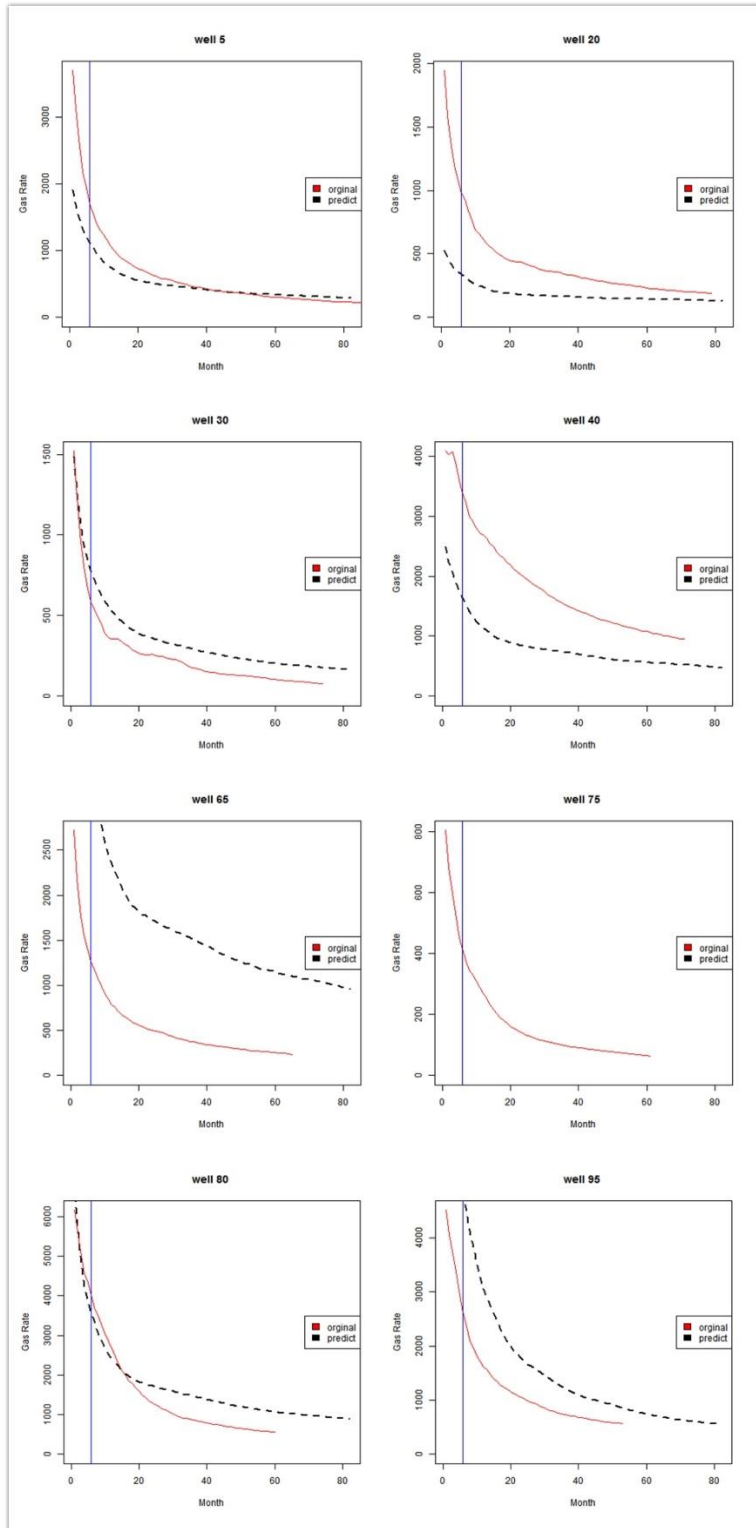 well 5
well 20
Gas Rate
0 1000 2000 3000
0 20 40 60 80
Month
orginal
predict
Gas Rate
0 500 1000 1500 2000
0 20 40 60 80
Month
orginal
predict
well 30
well 40
Gas Rate
0 500 1000 1500
0 20 40 60 80
Month
orginal
predict
Gas Rate
0 1000 2000 3000 4000
0 20 40 60 80
Month
orginal
predict
well 65
well 75
Gas Rate
0 500 1000 1500 2000 2500
0 20 40 60 80
Month
orginal
predict
Gas Rate
0 200 400 600 800
0 20 40 60 80
Month
orginal
predict
well 80
well 95
Gas Rate
0 1000 2000 3000 4000 5000 6000
0 20 40 60 80
Month
orginal
predict
Gas Rate
0 1000 2000 3000 4000
0 20 40 60 80
Month
orginal
predict